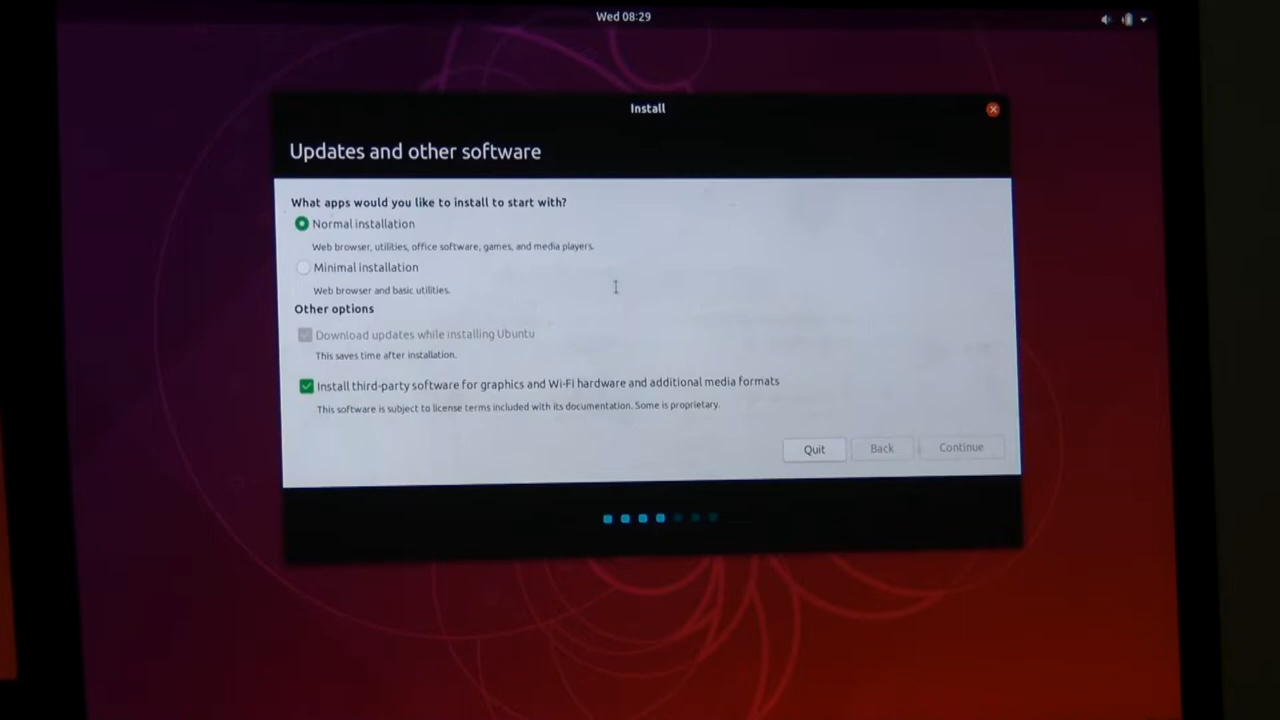 Wed 08:29
Install
Updates and other software
What apps would you like to install to start with?
Normal installation
Web browser, utilities, office software, games, and media players.
Minimal installation
Web browser and basic utilities.
Other options
Download updates while installing Ubuntu
This saves time after installation.
Install third-party software for graphics and Wi-Fi hardware and additional media formats
This software is subject to license terms included with its documentation. Some is proprietary.
Quit Back Continue